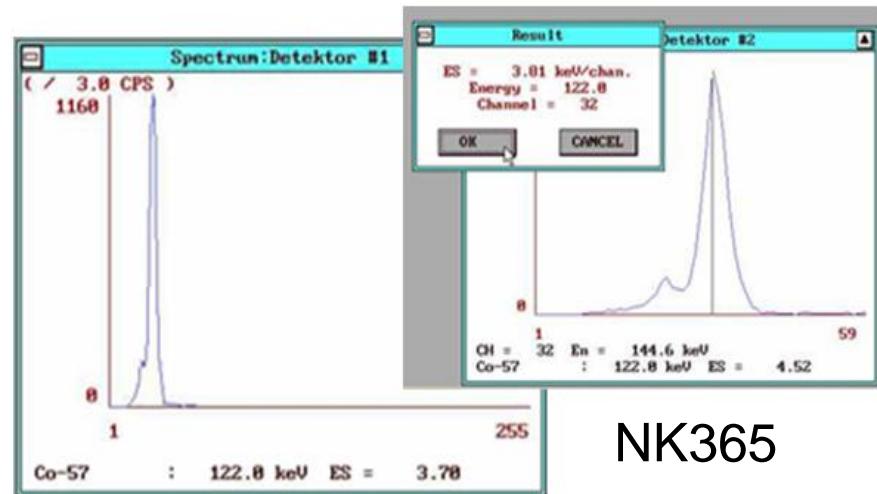 Spectrum:Detektor #1
( / 3.0 CPS )
1160
0
1
255
Co-57 : 122.0 keV ES = 3.70
Result
ES = 3.81 keV/chan.
Energy = 122.0
Channel = 32
OK
CANCEL
Detektor #2
0
1
59
CH = 32 En = 144.6 keV
Co-57 : 122.0 keV ES = 4.52
NK365